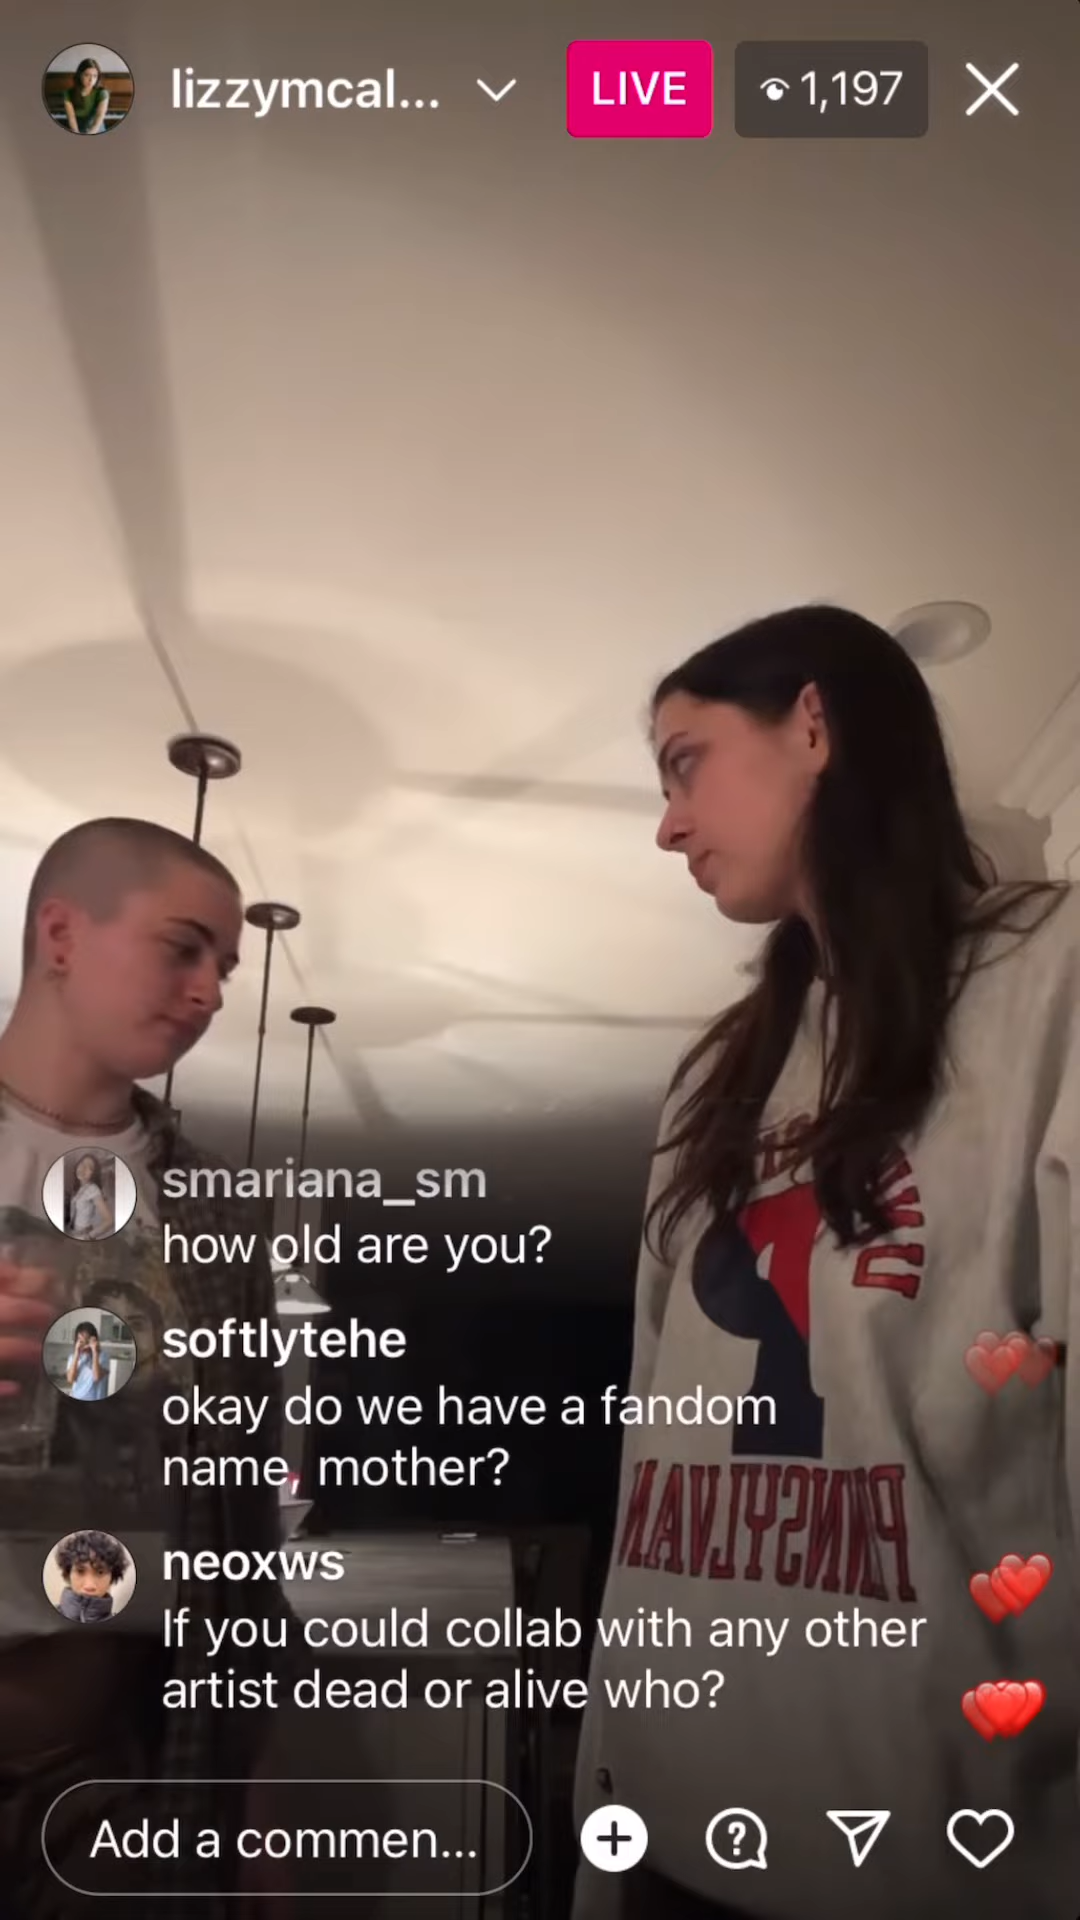 lizzymcal...
LIVE
1,197
smariana_sm
how old are you?
softlytehe
okay do we have a fandom
name, mother?
neoxws
If you could collab with any other
artist dead or alive who?
Add a commen...